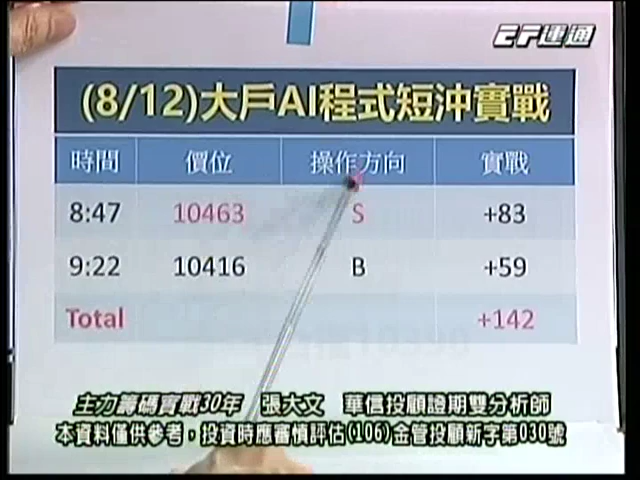 EF運通
(8/12)大戶AI程式短沖實戰
時間 價位 操作方向 實戰
8:47 10463 S +83
9:22 10416 B +59
Total +142
主力籌碼實戰30年 張大文 華信投顧證期雙分析師
本資料僅供參考，投資時應審慎評估(106)金管投顧新字第030號